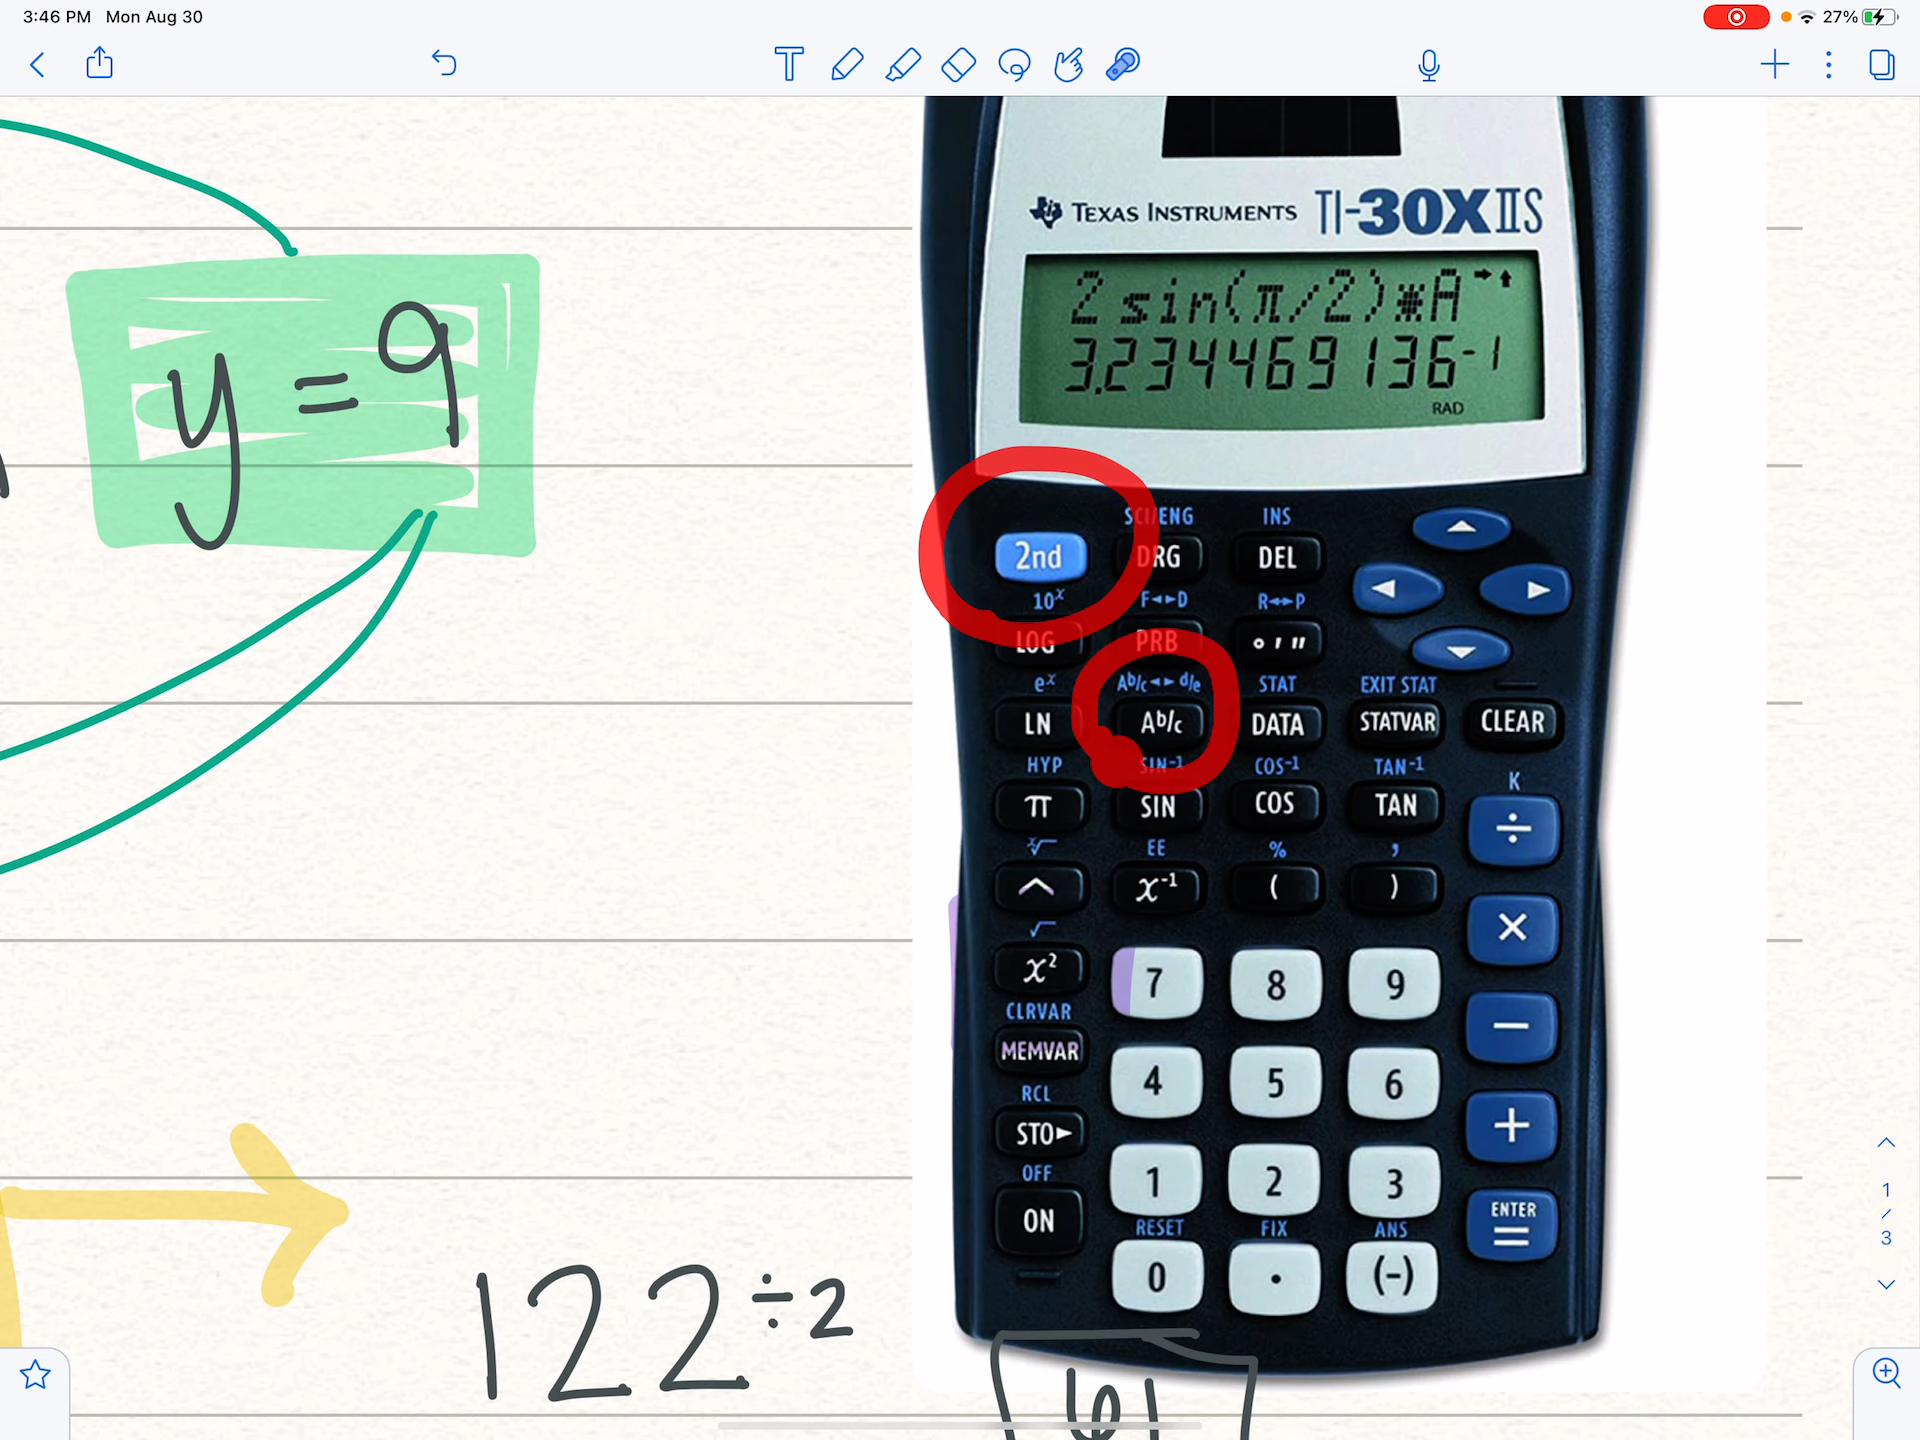 3:46 PM Mon Aug 30
27%
y = 9
TEXAS INSTRUMENTS TI-30X IIS
2 sin(π/2)*A
3.234469136-1
RAD
SCI/ENG INS
2nd DRG DEL
10ˣ F◄►D R◄►P
LOG PRB ° ' "
eˣ Ab/c◄► d/e STAT EXIT STAT
LN Ab/c DATA STATVAR CLEAR
HYP SIN⁻¹ COS⁻¹ TAN⁻¹ K
π SIN COS TAN ÷
ˣ√ EE % ,
^ x⁻¹ ( )
√ ×
x² 7 8 9
CLRVAR
MEMVAR 4 5 6 −
RCL
STO► 1 2 3 +
OFF
ON RESET FIX ANS ENTER =
0 . (-)
1
/
3
122 ÷2
61